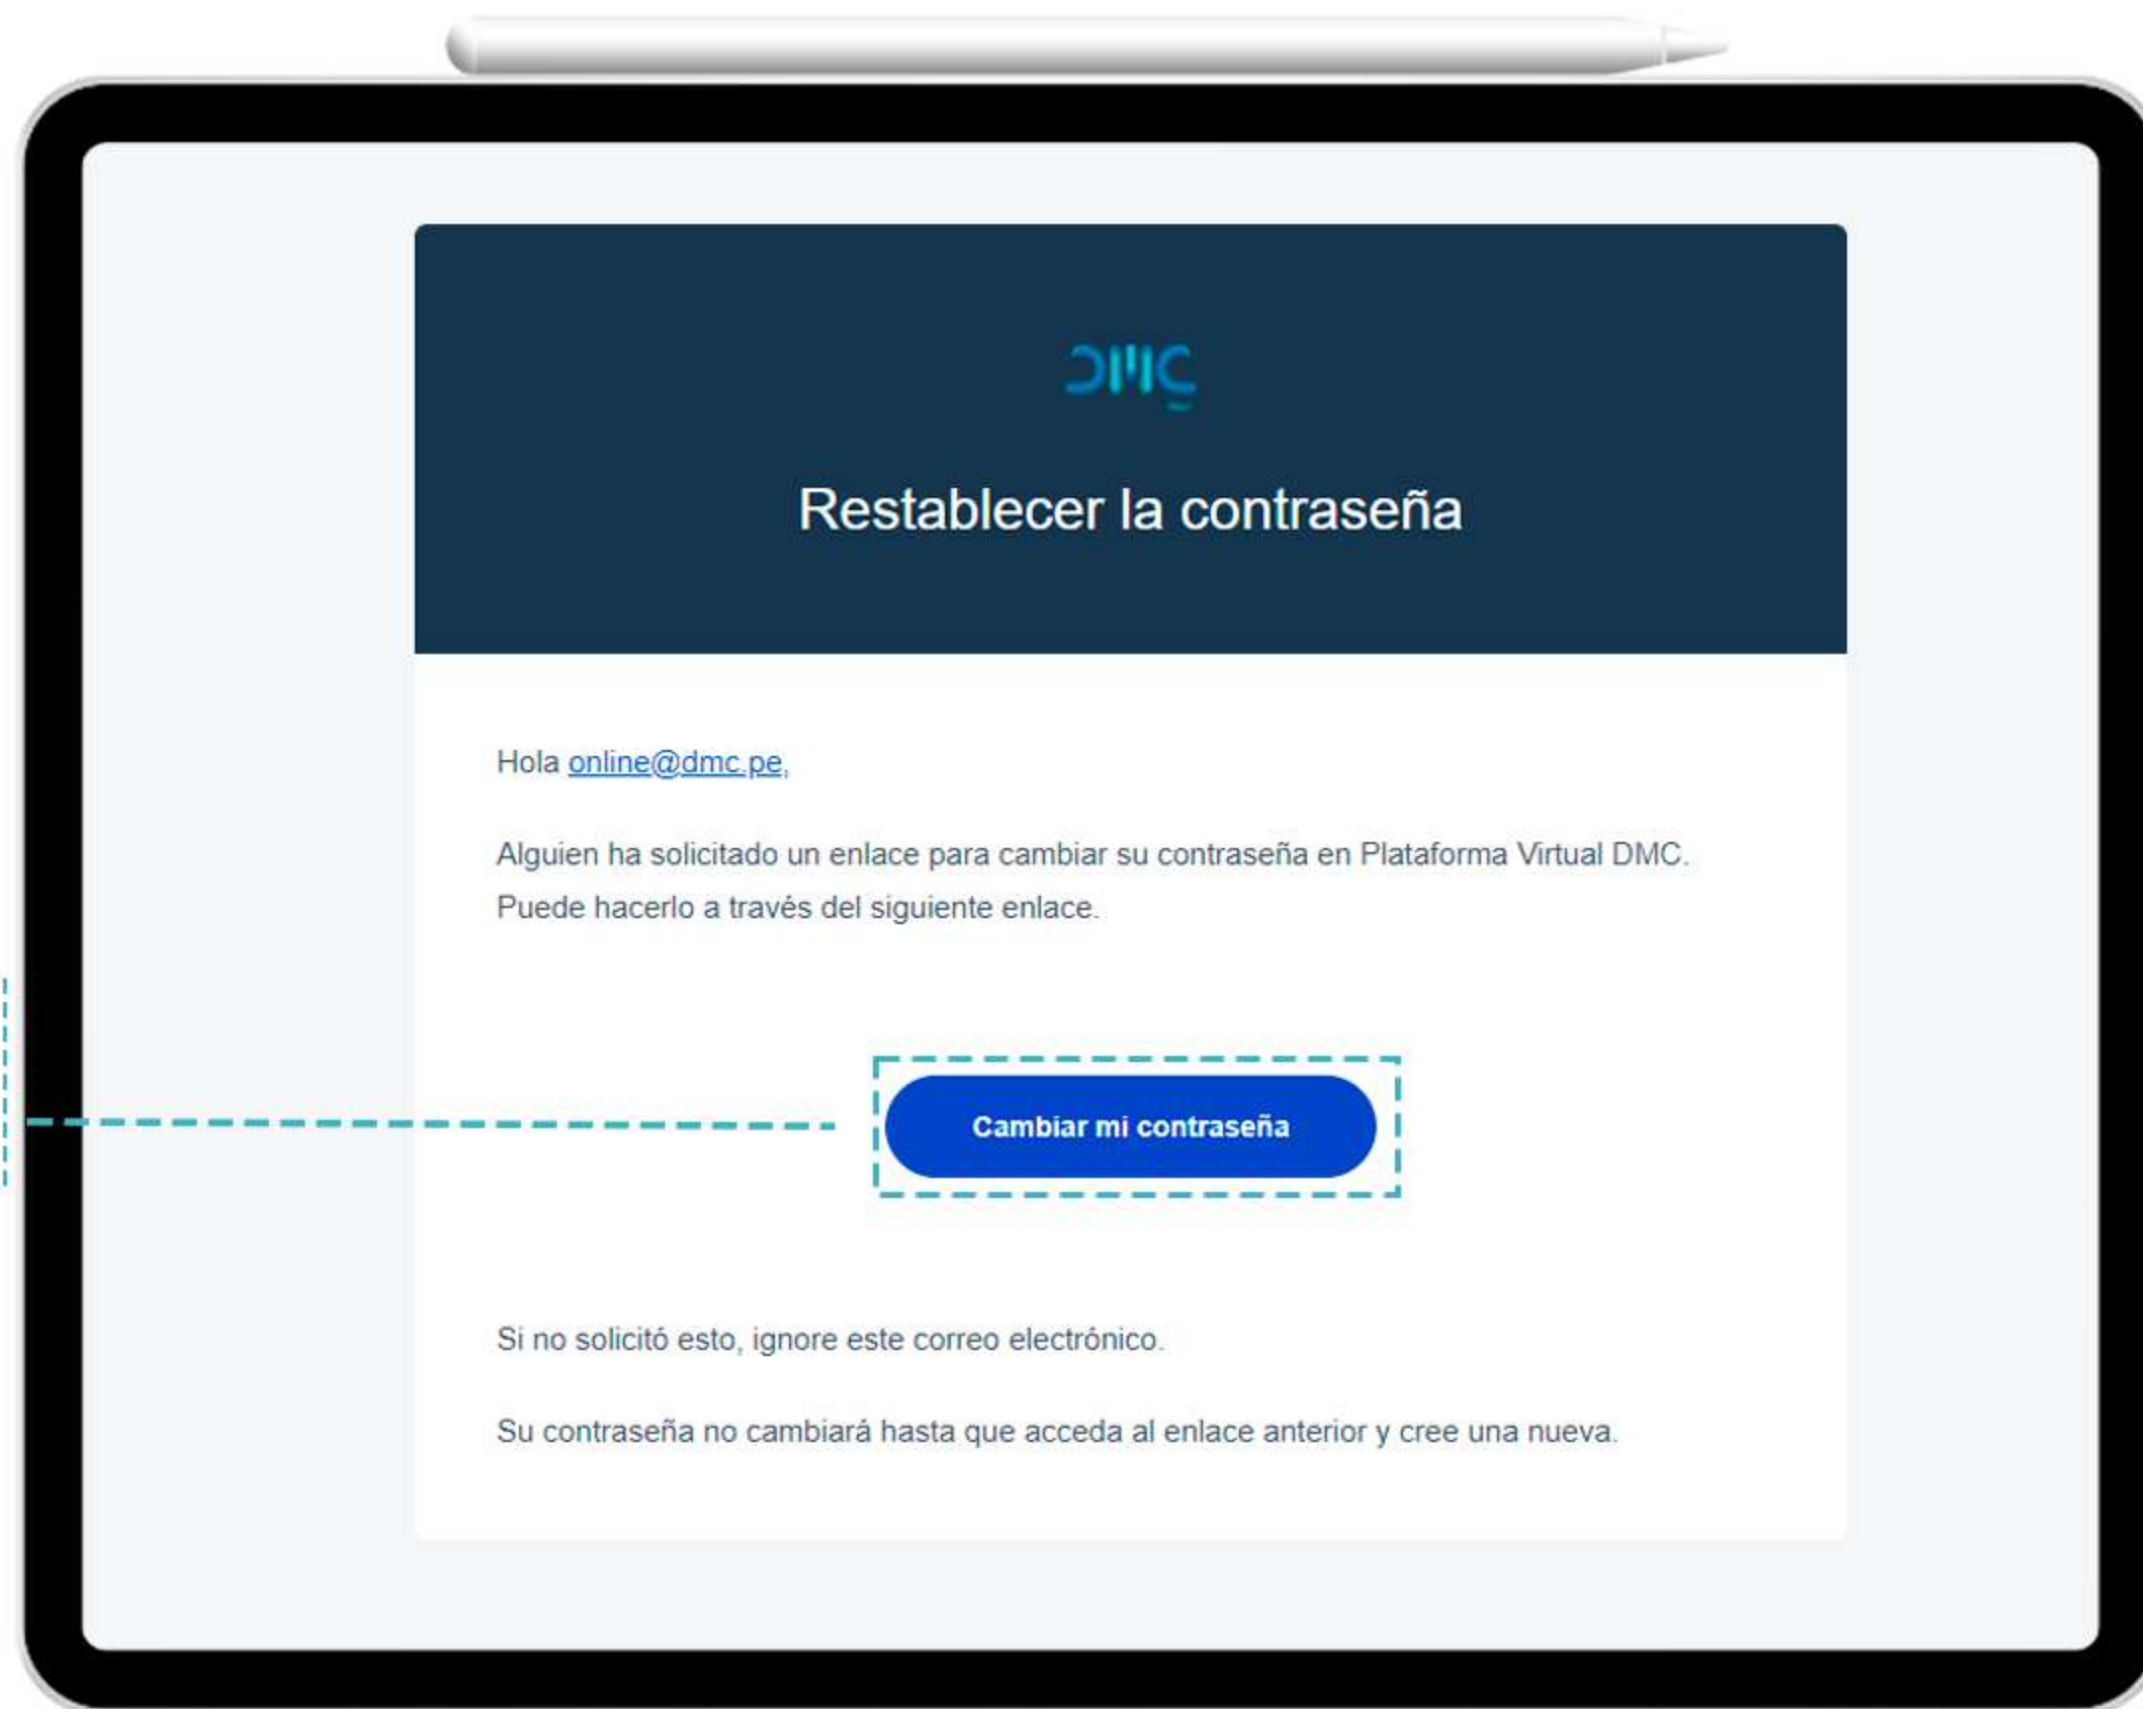 DMC
Restablecer la contraseña
Hola online@dmc.pe,
Alguien ha solicitado un enlace para cambiar su contraseña en Plataforma Virtual DMC.
Puede hacerlo a través del siguiente enlace.
Cambiar mi contraseña
Si no solicitó esto, ignore este correo electrónico.
Su contraseña no cambiará hasta que acceda al enlace anterior y cree una nueva.